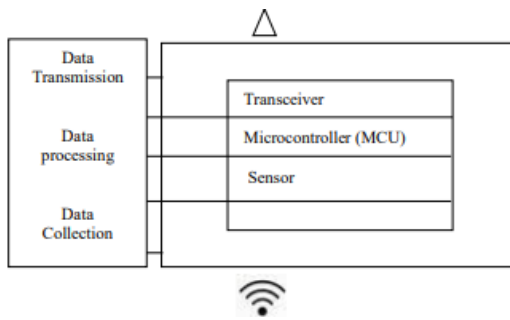 Data
Transmission
Data
processing
Data
Collection
Transceiver
Microcontroller (MCU)
Sensor